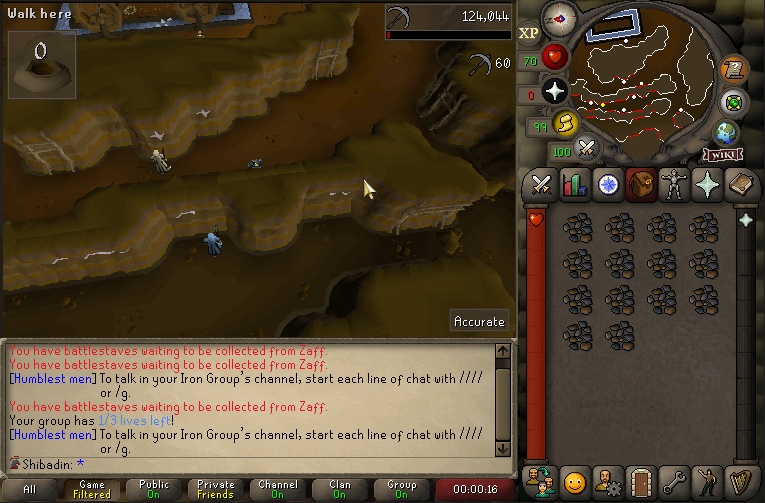 Walk here
0
124,044
60
XP
70
0
99
100
WIKI
Accurate
You have battlestaves waiting to be collected from Zaff.
You have battlestaves waiting to be collected from Zaff.
[Humblest men] To talk in your Iron Group's channel, start each line of chat with ////
or /g.
You have battlestaves waiting to be collected from Zaff.
Your group has 1/3 lives left!
[Humblest men] To talk in your Iron Group's channel, start each line of chat with ////
or /g.
Shibadin: *
All
Game
Filtered
Public
On
Private
Friends
Channel
On
Clan
On
Group
On
00:00:16